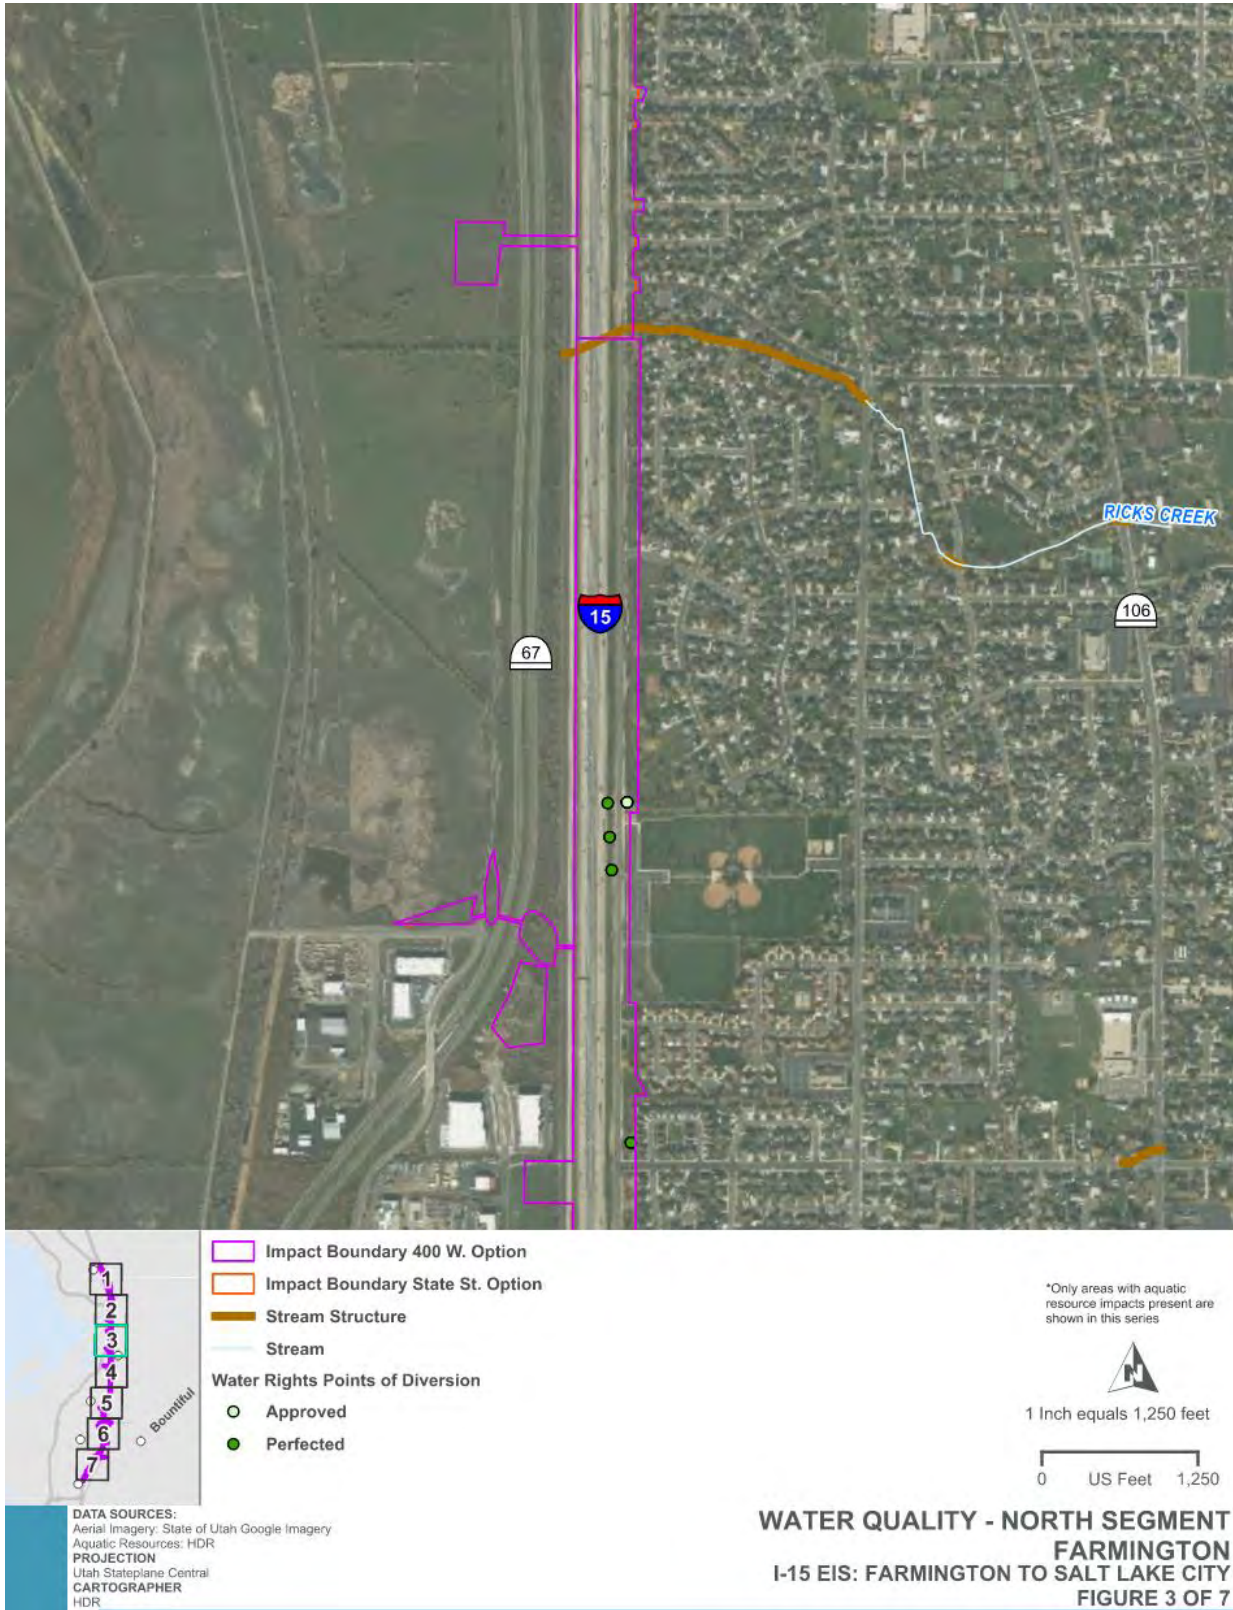 RICKS CREEK
15
106
67
Impact Boundary 400 W. Option
Impact Boundary State St. Option
Stream Structure
Stream
Water Rights Points of Diversion
Approved
Perfected
1
2
3
4
5
6
7
Bountiful
*Only areas with aquatic
resource impacts present are
shown in this series
N
1 Inch equals 1,250 feet
0 US Feet 1,250
DATA SOURCES:
Aerial Imagery: State of Utah Google Imagery
Aquatic Resources: HDR
PROJECTION
Utah Stateplane Central
CARTOGRAPHER
HDR
WATER QUALITY - NORTH SEGMENT
FARMINGTON
I-15 EIS: FARMINGTON TO SALT LAKE CITY
FIGURE 3 OF 7